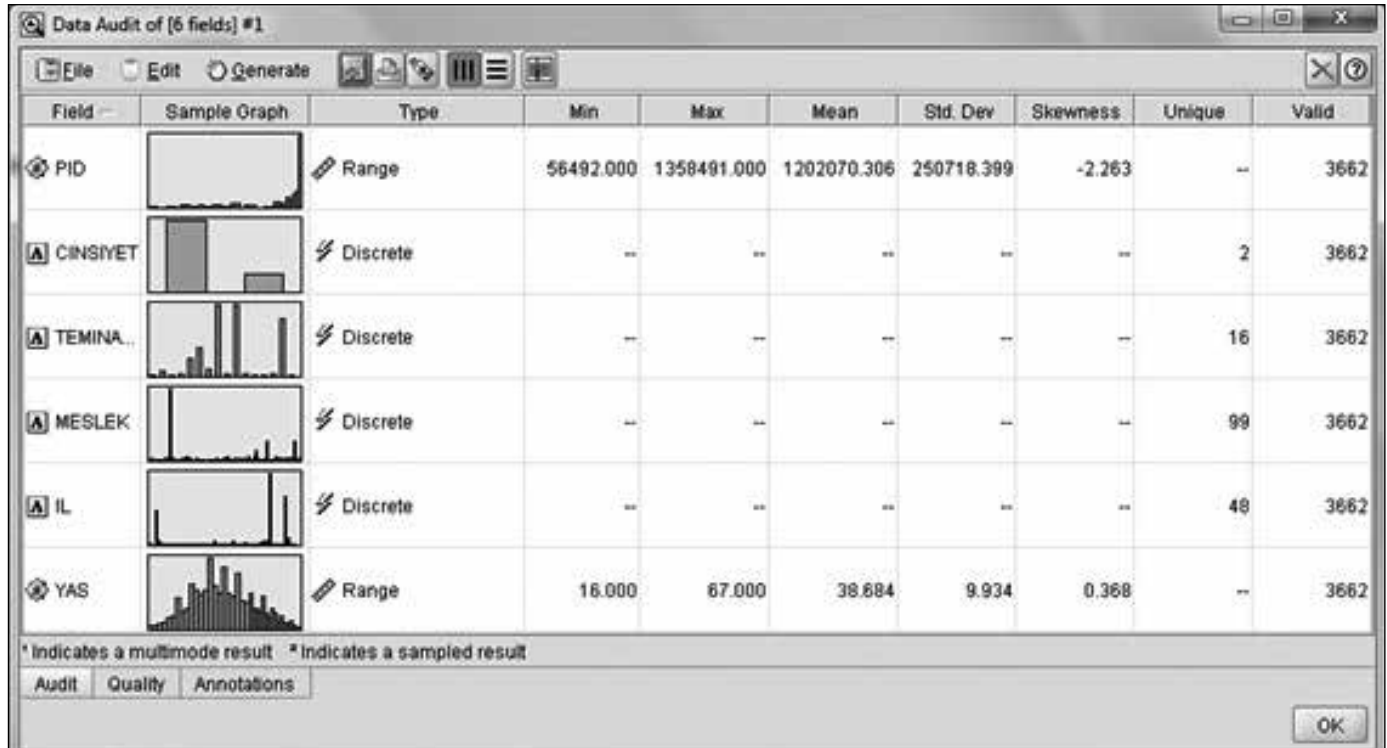 Data Audit of [6 fields] #1
File Edit Generate
Field Sample Graph Type Min Max Mean Std. Dev Skewness Unique Valid
PID Range 56492.000 1358491.000 1202070.306 250718.399 -2.263 -- 3662
CINSIYET Discrete -- -- -- -- -- 2 3662
TEMINA... Discrete -- -- -- -- -- 16 3662
MESLEK Discrete -- -- -- -- -- 99 3662
IL Discrete -- -- -- -- -- 48 3662
YAS Range 16.000 67.000 38.684 9.934 0.368 -- 3662
Indicates a multimode result Indicates a sampled result
Audit Quality Annotations
OK